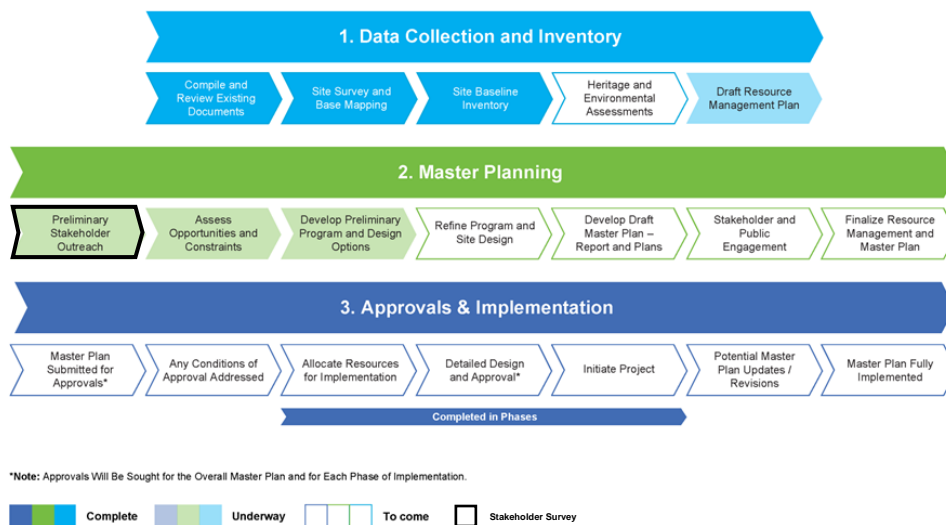 1. Data Collection and Inventory
Compile and
Review Existing
Documents
Site Survey and
Base Mapping
Site Baseline
Inventory
Heritage and
Environmental
Assessments
Draft Resource
Management Plan
2. Master Planning
Preliminary
Stakeholder
Outreach
Assess
Opportunities and
Constraints
Develop Preliminary
Program and Design
Options
Refine Program and
Site Design
Develop Draft
Master Plan –
Report and Plans
Stakeholder and
Public
Engagement
Finalize Resource
Management and
Master Plan
3. Approvals & Implementation
Master Plan
Submitted for
Approvals*
Any Conditions of
Approval Addressed
Allocate Resources
for Implementation
Detailed Design
and Approval*
Initiate Project
Potential Master
Plan Updates /
Revisions
Master Plan Fully
Implemented
Completed in Phases
*Note: Approvals Will Be Sought for the Overall Master Plan and for Each Phase of Implementation.
Complete
Underway
To come
Stakeholder Survey